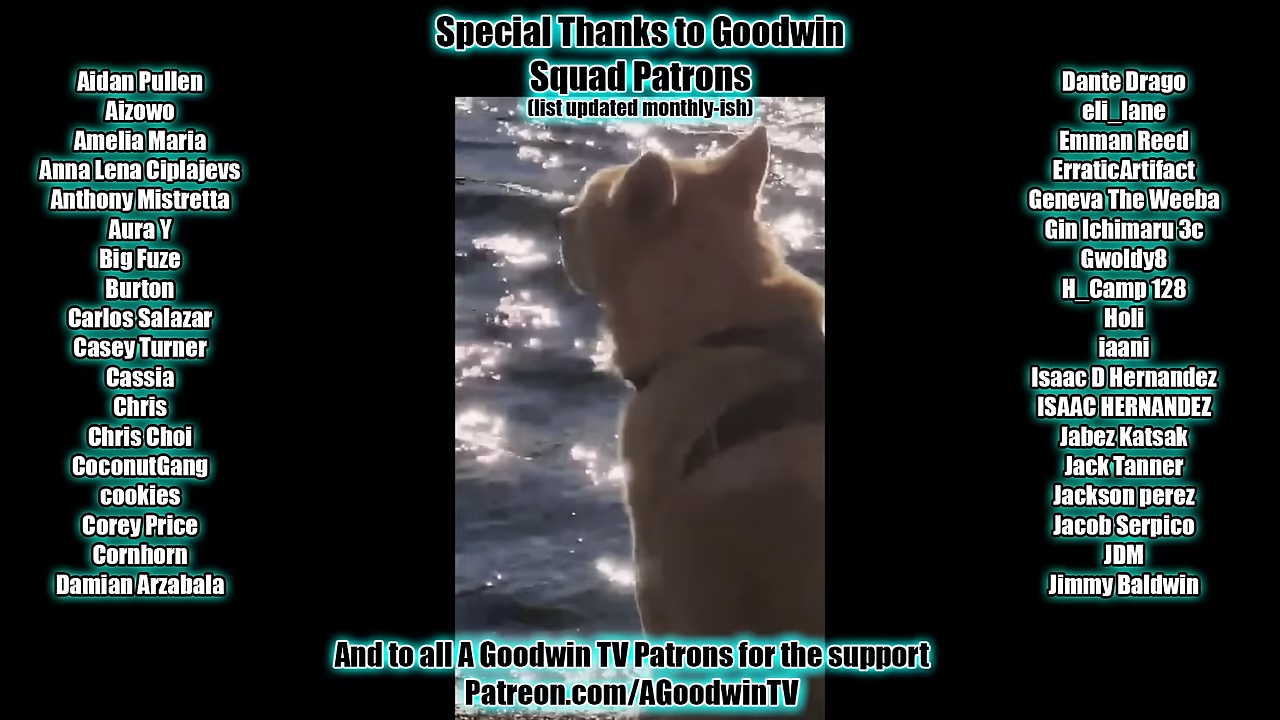 Special Thanks to Goodwin
Squad Patrons
(list updated monthly-ish)
Aidan Pullen
Aizowo
Amelia Maria
Anna Lena Ciplajevs
Anthony Mistretta
Aura Y
Big Fuze
Burton
Carlos Salazar
Casey Turner
Cassia
Chris
Chris Choi
CoconutGang
cookies
Corey Price
Cornhorn
Damian Arzabala
Dante Drago
eli_lane
Emman Reed
ErraticArtifact
Geneva The Weeba
Gin Ichimaru 3c
Gwoldy8
H_Camp 128
Holi
iaani
Isaac D Hernandez
ISAAC HERNANDEZ
Jabez Katsak
Jack Tanner
Jackson perez
Jacob Serpico
JDM
Jimmy Baldwin
And to all A Goodwin TV Patrons for the support
Patreon.com/AGoodwinTV